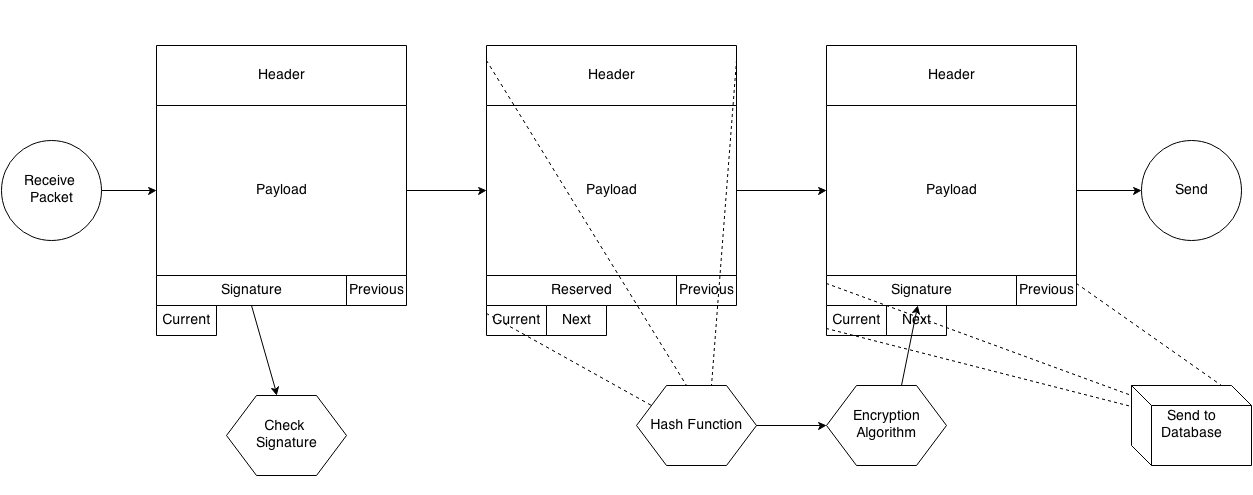 Receive
Packet
Header
Payload
Signature
Previous
Current
Check
Signature
Header
Payload
Reserved
Previous
Current
Next
Hash Function
Header
Payload
Signature
Previous
Current
Next
Encryption
Algorithm
Send
Send to
Database